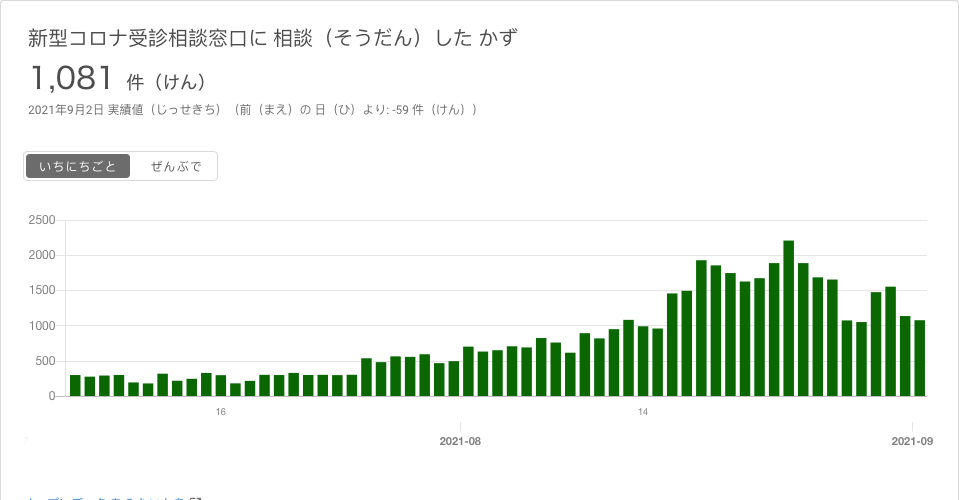 新型コロナ受診相談窓口に 相談（そうだん）した かず
1,081 件（けん）
2021年9月2日 実績値（じっせきち）（前（まえ）の 日（ひ）より: -59 件（けん））
いちにちごと ぜんぶで
2500
2000
1500
1000
500
0
16 14
2021-08 2021-09